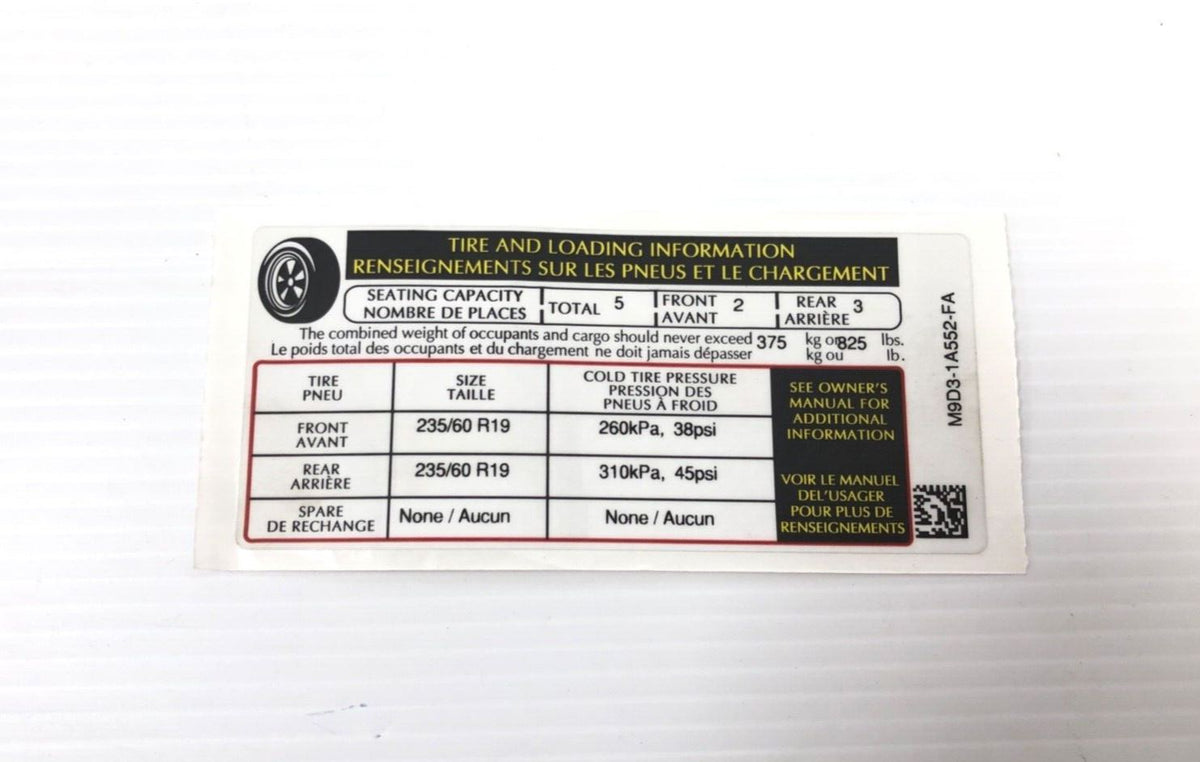 TIRE AND LOADING INFORMATION
RENSEIGNEMENTS SUR LES PNEUS ET LE CHARGEMENT
SEATING CAPACITY
NOMBRE DE PLACES
TOTAL 5
FRONT
AVANT
2
REAR
ARRIÈRE
3
The combined weight of occupants and cargo should never exceed 375 kg or 825 lbs.
Le poids total des occupants et du chargement ne doit jamais dépasser kg ou lb.
TIRE
PNEU
SIZE
TAILLE
COLD TIRE PRESSURE
PRESSION DES
PNEUS À FROID
FRONT
AVANT
235/60 R19
260kPa, 38psi
REAR
ARRIÈRE
235/60 R19
310kPa, 45psi
SPARE
DE RECHANGE
None / Aucun
None / Aucun
SEE OWNER'S
MANUAL FOR
ADDITIONAL
INFORMATION
VOIR LE MANUEL
DEL'USAGER
POUR PLUS DE
RENSEIGNEMENTS
M9D3-1A552-FA